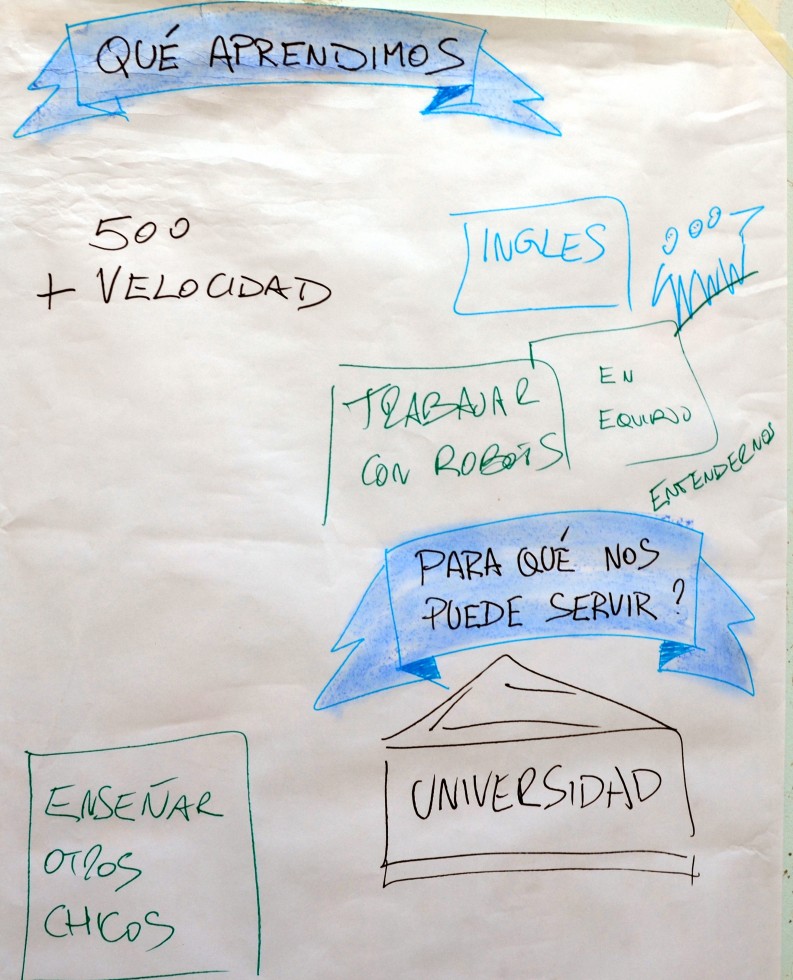 QUÉ APRENDIMOS
500
+ VELOCIDAD
INGLES
TRABAJAR
CON ROBOTS
EN
EQUIPO
ENTENDERNOS
PARA QUÉ NOS
PUEDE SERVIR?
UNIVERSIDAD
ENSEÑAR
OTROS
CHICOS